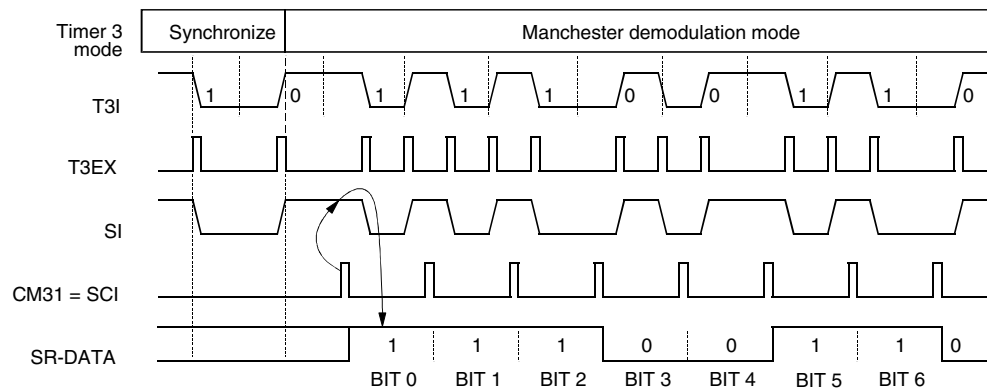 Timer 3 mode
Synchronize
Manchester demodulation mode
T3I
1 0 1 1 1 0 0 1 1 0
T3EX
SI
CM31 = SCI
SR-DATA
1 1 1 0 0 1 1 0
BIT 0 BIT 1 BIT 2 BIT 3 BIT 4 BIT 5 BIT 6